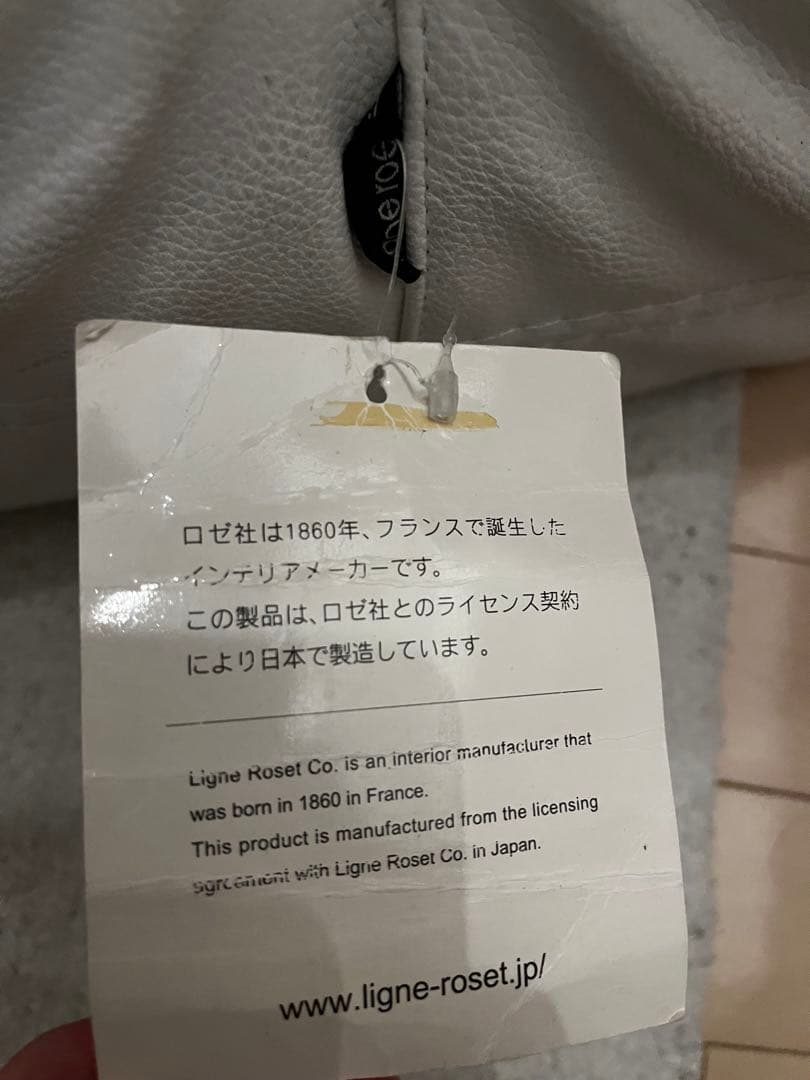 ne roset
ロゼ社は1860年、フランスで誕生した
インテリアメーカーです。
この製品は、ロゼ社とのライセンス契約
により日本で製造しています。
Ligne Roset Co. is an interior manufacturer that
was born in 1860 in France.
This product is manufactured from the licensing
agreement with Ligne Roset Co. in Japan.
www.ligne-roset.jp/